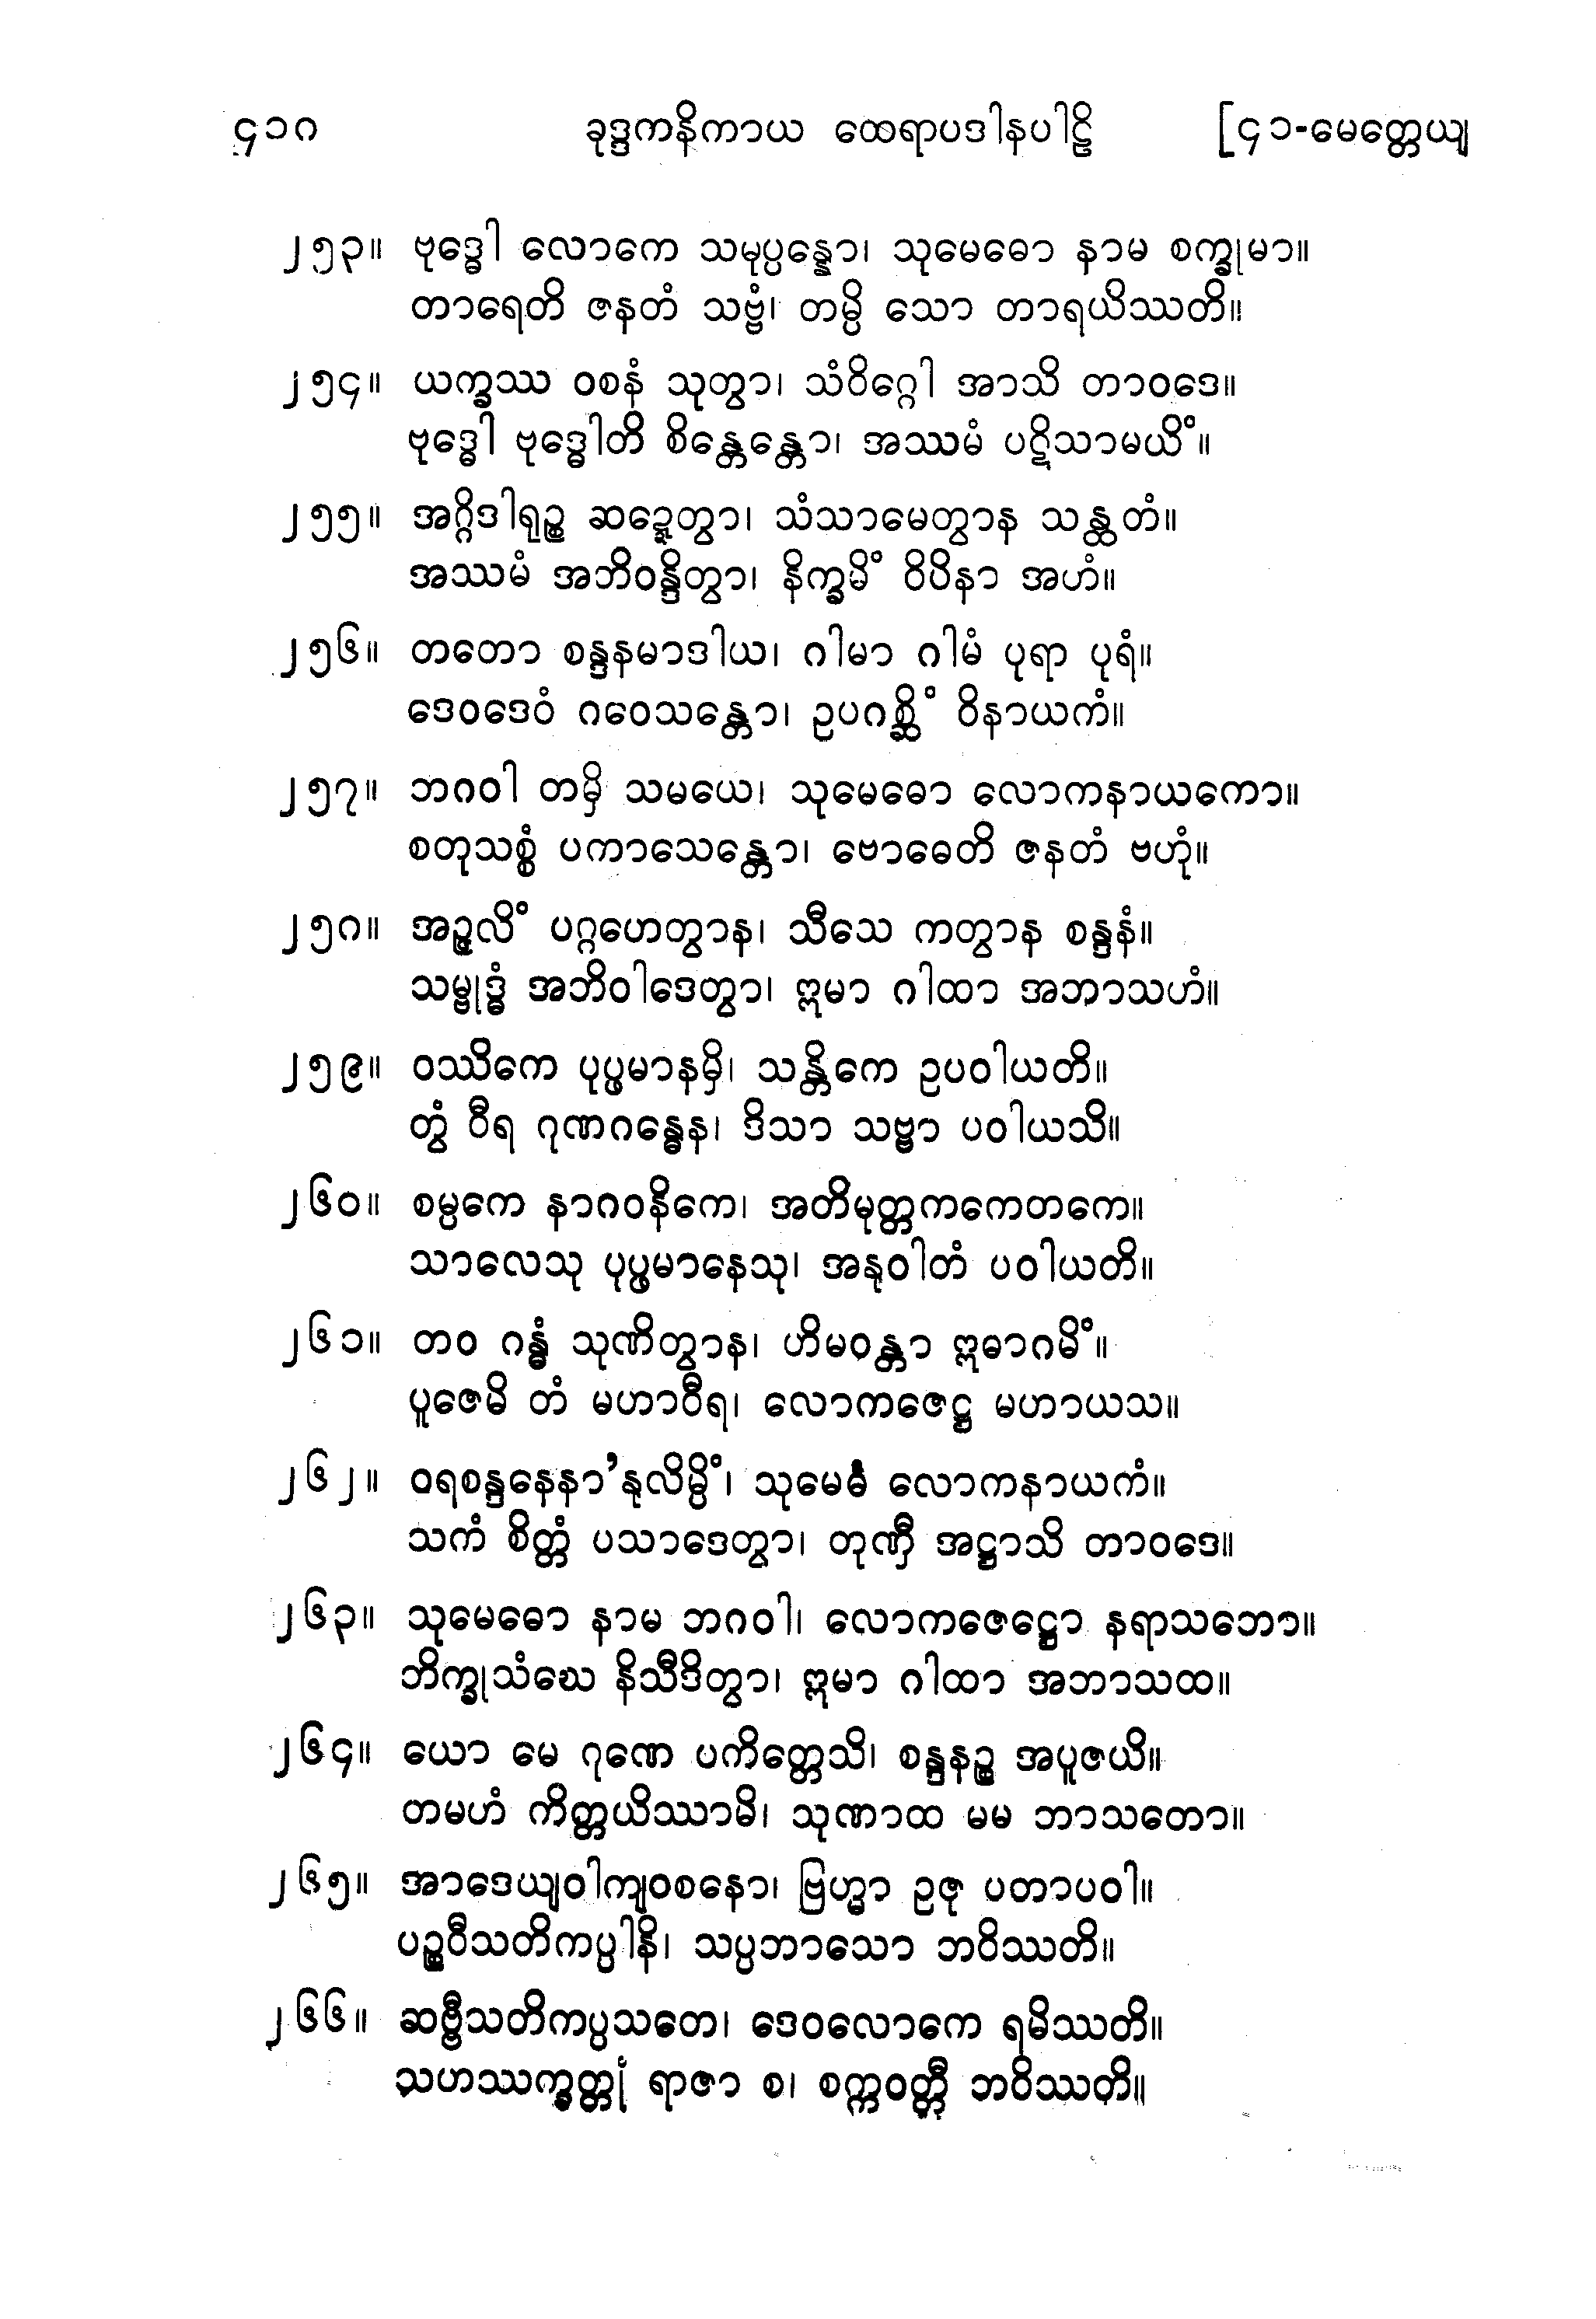 ၄၁၈ ခုဒ္ဒကနိကာယ ထေရာပဒါနပါဠိ [၄၁-မေတ္တေယျ
၂၅၃။ ဗုဒ္ဓေါ လောကေ သမုပ္ပန္နော၊ သုမေဓော နာမ စက္ခုမာ။
တာရေတိ ဇနတံ သဗ္ဗံ၊ တမ္ပိ သော တာရယိဿတိ။
၂၅၄။ ယက္ခဿ ဝစနံ သုတွာ၊ သံဝိဂ္ဂေါ အာသိ တာဝဒေ။
ဗုဒ္ဓေါ ဗုဒ္ဓေါတိ စိန္တေန္တော၊ အဿမံ ပဋိသာမယိံ။
၂၅၅။ အဂ္ဂိဒါရုဉ္စ ဆဍ္ဍေတွာ၊ သံသာမေတွာန သန္ထတံ။
အဿမံ အဘိဝန္ဒိတွာ၊ နိက္ခမိံ ဝိပိနာ အဟံ။
၂၅၆။ တတော စန္ဒနမာဒါယ၊ ဂါမာ ဂါမံ ပုရာ ပုရံ။
ဒေဝဒေဝံ ဂဝေသန္တော၊ ဥပဂစ္ဆိံ ဝိနာယကံ။
၂၅၇။ ဘဂဝါ တမှိ သမယေ၊ သုမေဓော လောကနာယကော။
စတုသစ္စံ ပကာသေန္တော၊ ဗောဓေတိ ဇနတံ ဗဟုံ။
၂၅၈။ အဉ္ဇလိံ ပဂ္ဂဟေတွာန၊ သီသေ ကတွာန စန္ဒနံ။
သမ္ဗုဒ္ဓံ အဘိဝါဒေတွာ၊ ဣမာ ဂါထာ အဘာသဟံ။
၂၅၉။ ဝဿိကေ ပုပ္ဖမာနမှိ၊ သန္တိကေ ဥပဝါယတိ။
တွံ ဝီရ ဂုဏဂန္ဓေန၊ ဒိသာ သဗ္ဗာ ပဝါယသိ။
၂၆၀။ စမ္ပကေ နာဂဝနိကေ၊ အတိမုတ္တကကေတကေ။
သာလေသု ပုပ္ဖမာနေသု၊ အနုဝါတံ ပဝါယတိ။
၂၆၁။ တဝ ဂန္ဓံ သုဏိတွာန၊ ဟိမဝန္တာ ဣဓာဂမိံ။
ပူဇေမိ တံ မဟာဝီရ၊ လောကဇေဋ္ဌ မဟာယသ။
၂၆၂။ ဝရစန္ဒနေနာ’နုလိမ္ပိံ၊ သုမေဓံ လောကနာယကံ။
သကံ စိတ္တံ ပသာဒေတွာ၊ တုဏှီ အဋ္ဌာသိ တာဝဒေ။
၂၆၃။ သုမေဓော နာမ ဘဂဝါ၊ လောကဇေဋ္ဌော နရာသဘော။
ဘိက္ခုသံဃေ နိသီဒိတွာ၊ ဣမာ ဂါထာ အဘာသထ။
၂၆၄။ ယော မေ ဂုဏေ ပကိတ္တေသိ၊ စန္ဒနဉ္စ အပူဇယိ။
တမဟံ ကိတ္တယိဿာမိ၊ သုဏာထ မမ ဘာသတော။
၂၆၅။ အာဒေယျဝါကျဝစနော၊ ဗြဟ္မာ ဥဇု ပတာပဝါ။
ပဉ္စဝီသတိကပ္ပါနိ၊ သပ္ပဘာသော ဘဝိဿတိ။
၂၆၆။ ဆဗ္ဗီသတိကပ္ပသတေ၊ ဒေဝလောကေ ရမိဿတိ။
သဟဿက္ခတ္တုံ ရာဇာ စ၊ စက္ကဝတ္တီ ဘဝိဿတိ။